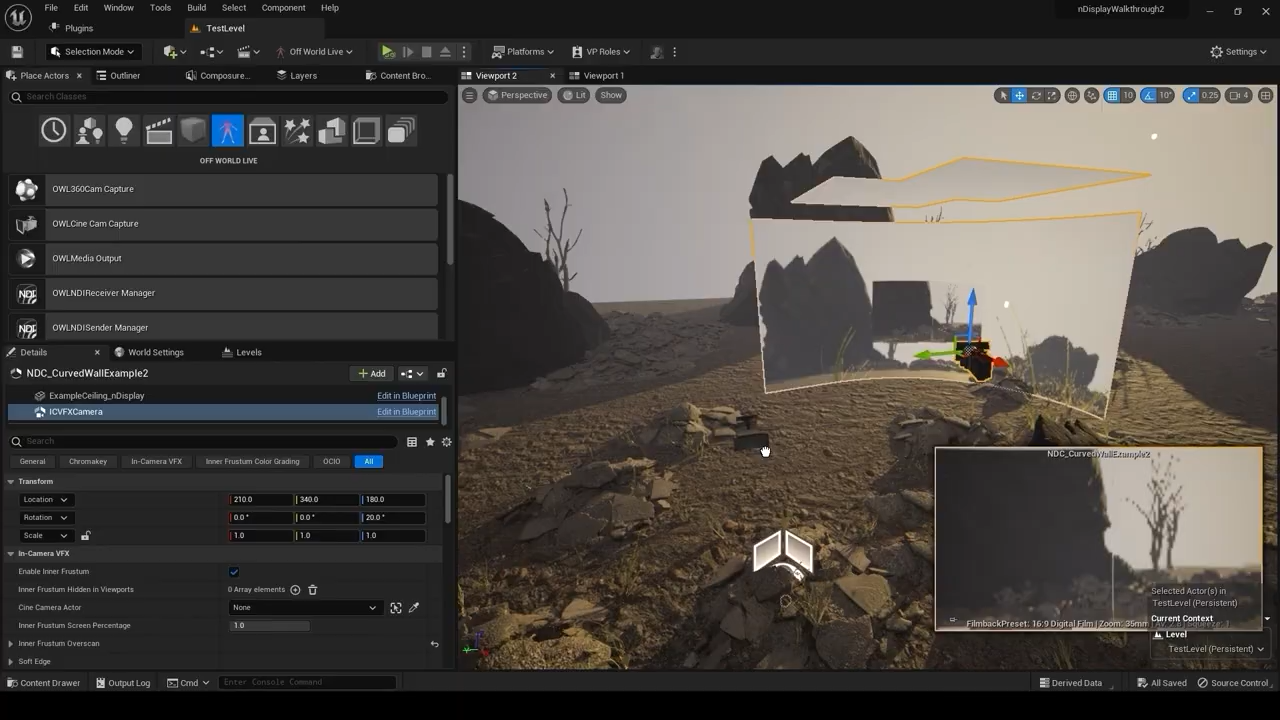 File Edit Window Tools Build Select Component Help
nDisplayWalkthrough2
Plugins
TestLevel
Selection Mode
Off World Live
Platforms
VP Roles
Settings
Place Actors
Outliner
Composure...
Layers
Content Bro...
Viewport 2
Viewport 1
Search Classes
Perspective
Lit
Show
10
10°
0.25
4
OFF WORLD LIVE
OWL360Cam Capture
OWLCine Cam Capture
OWLMedia Output
NDI
OWLNDIReceiver Manager
NDI
OWLNDISender Manager
Details
World Settings
Levels
NDC_CurvedWallExample2
Add
ExampleCeiling_nDisplay
Edit in Blueprint
ICVFXCamera
Edit in Blueprint
Search
General
Chromakey
In-Camera VFX
Inner Frustum Color Grading
OCIO
All
Transform
Location
210.0
340.0
180.0
Rotation
0.0 °
0.0 °
20.0 °
Scale
1.0
1.0
1.0
In-Camera VFX
Enable Inner Frustum
Inner Frustum Hidden in Viewports
0 Array elements
Cine Camera Actor
None
Inner Frustum Screen Percentage
1.0
Inner Frustum Overscan
Soft Edge
NDC_CurvedWallExample2
Selected Actor(s) in
TestLevel (Persistent)
Current Context
FilmbackPreset: 16:9 Digital Film | Zoom: 35mm
Level
TestLevel (Persistent)
Content Drawer
Output Log
Cmd
Enter Console Command
Derived Data
All Saved
Source Control